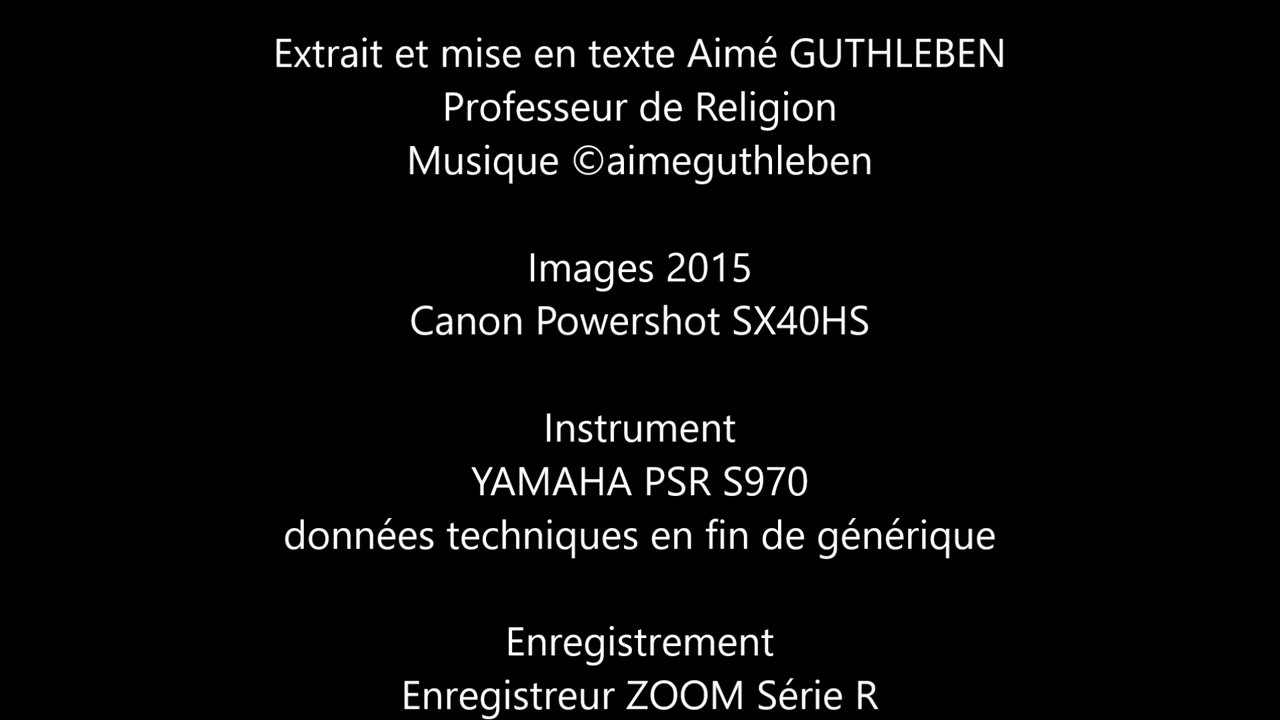 Extrait et mise en texte Aimé GUTHLEBEN
Professeur de Religion
Musique ©aimeguthleben
Images 2015
Canon Powershot SX40HS
Instrument
YAMAHA PSR S970
données techniques en fin de générique
Enregistrement
Enregistreur ZOOM Série R